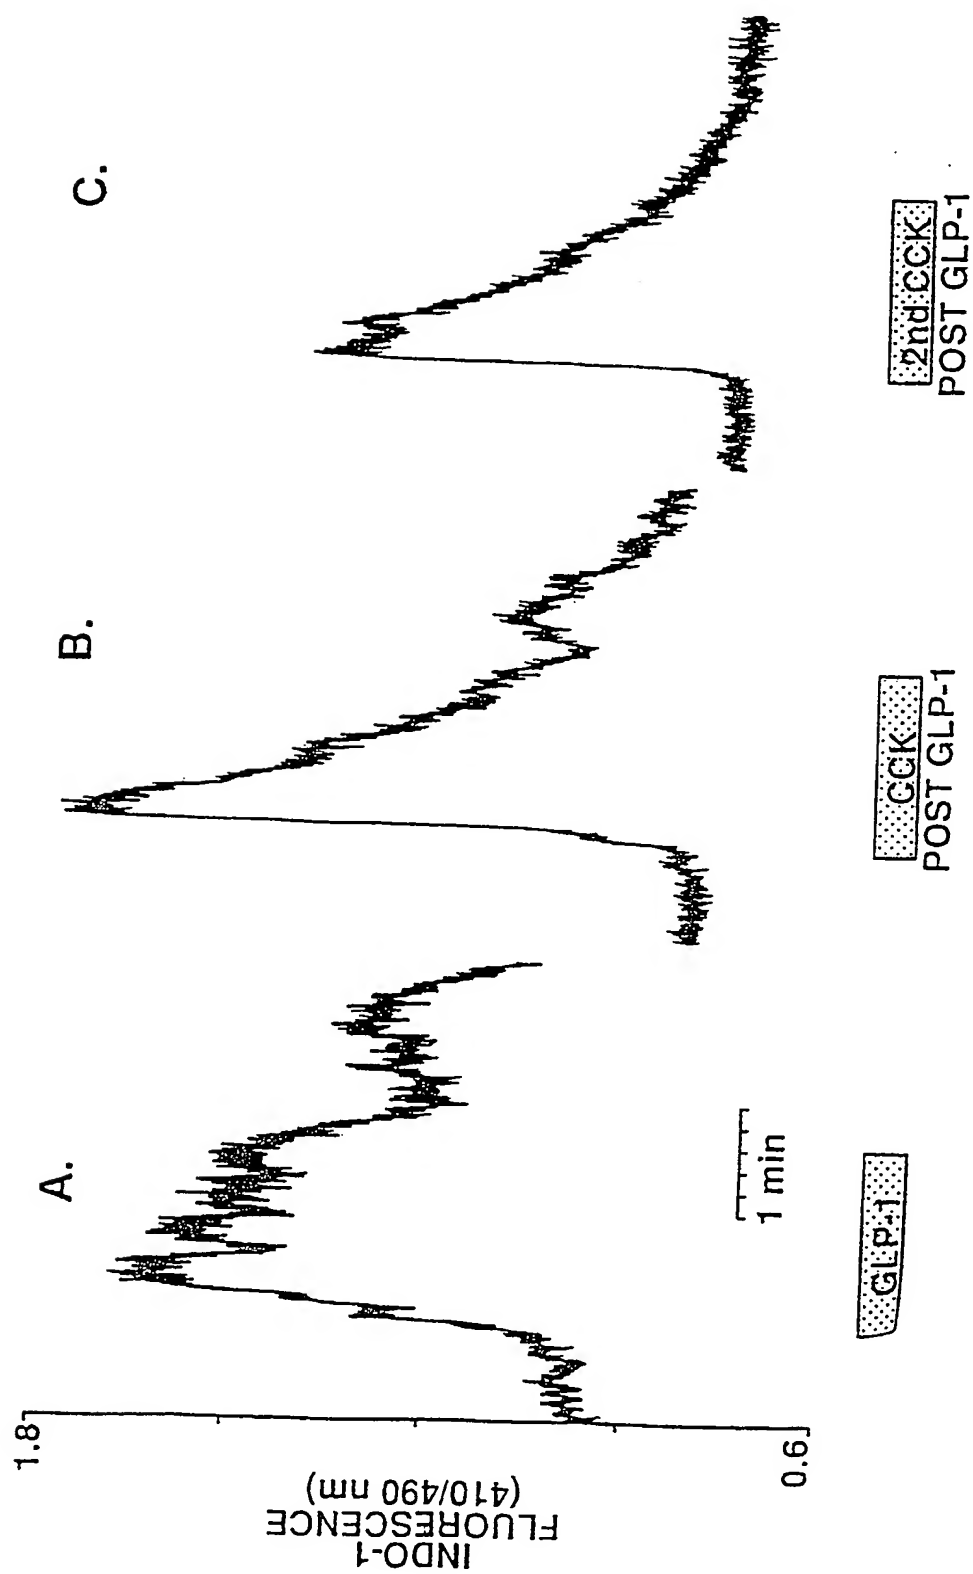 A.
B.
C.
1.8
0.6
INDO-1
FLUORESCENCE
(410/490 nm)
1 min
GLP-1
CCK
POST GLP-1
2nd CCK
POST GLP-1